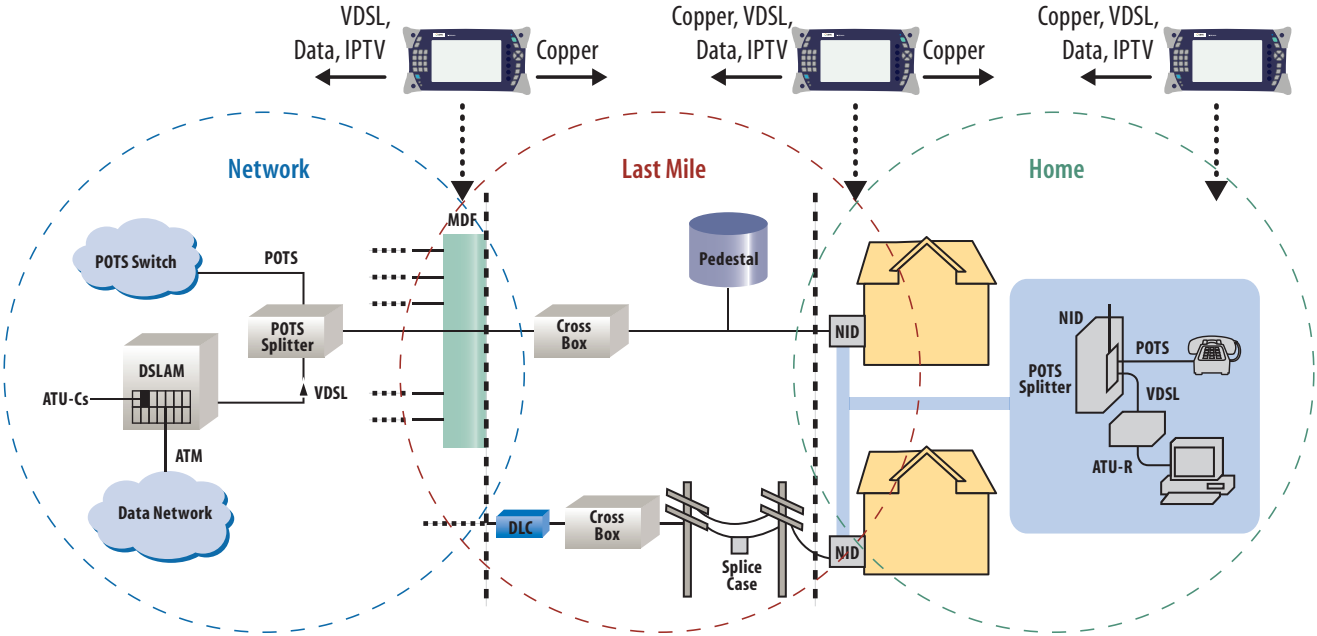 VDSL,
Data, IPTV
Copper
Copper, VDSL,
Data, IPTV
Copper
Copper, VDSL,
Data, IPTV
Network
Last Mile
Home
MDF
POTS Switch
POTS
POTS
Splitter
DSLAM
ATU-Cs
VDSL
ATM
Data Network
Cross
Box
Pedestal
NID
DLC
Cross
Box
Splice
Case
NID
NID
POTS
Splitter
POTS
VDSL
ATU-R